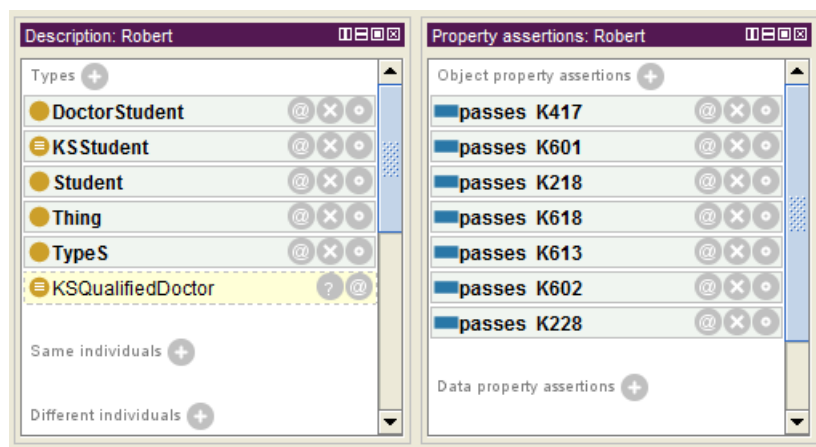 Description: Robert
Types
DoctorStudent
KSStudent
Student
Thing
TypeS
KSQualifiedDoctor
Same individuals
Different individuals
Property assertions: Robert
Object property assertions
passes K417
passes K601
passes K218
passes K618
passes K613
passes K602
passes K228
Data property assertions